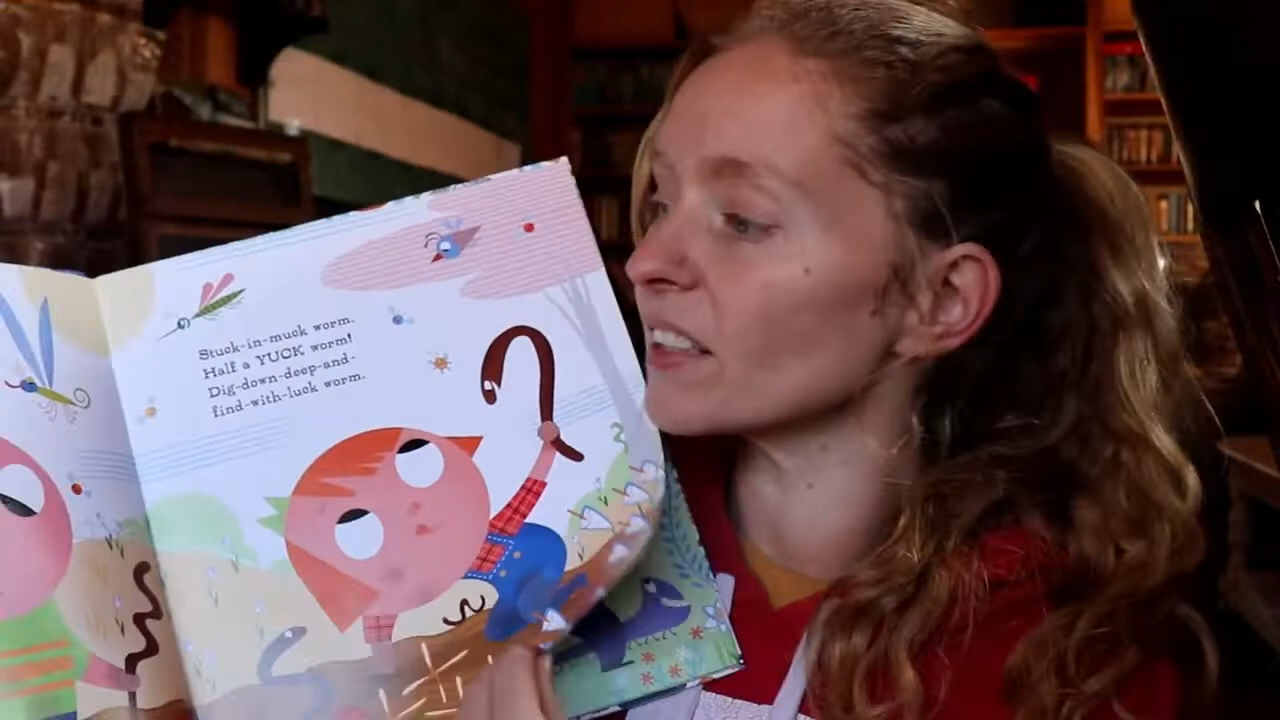 Stuck-in-muck worm.
Half a YUCK worm!
Dig-down-deep-and-
find-with-luck worm.